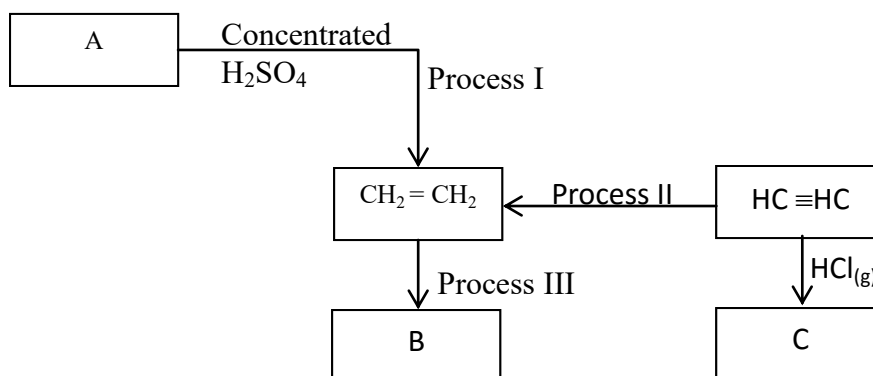 A
Concentrated
H₂SO₄
Process I
CH₂ = CH₂
Process II
HC ≡HC
Process III
HCl(g)
B
C